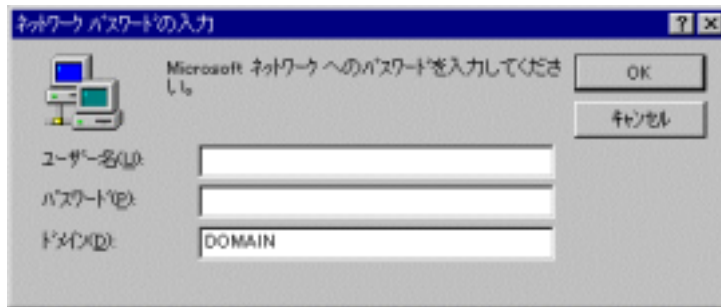 ネットワーク パスワードの入力
Microsoft ネットワーク へのパスワードを入力してくださ
い。
OK
キャンセル
ユーザー名(U):
パスワード(P):
ドメイン(D):
DOMAIN